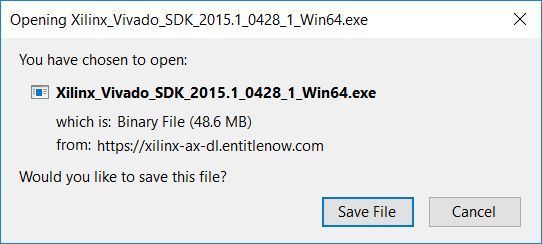 Opening Xilinx_Vivado_SDK_2015.1_0428_1_Win64.exe
You have chosen to open:
Xilinx_Vivado_SDK_2015.1_0428_1_Win64.exe
which is: Binary File (48.6 MB)
from: https://xilinx-ax-dl.entitlenow.com
Would you like to save this file?
Save File Cancel